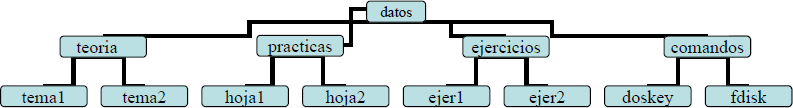 datos
teoria
practicas
ejercicios
comandos
tema1
tema2
hoja1
hoja2
ejer1
ejer2
doskey
fdisk